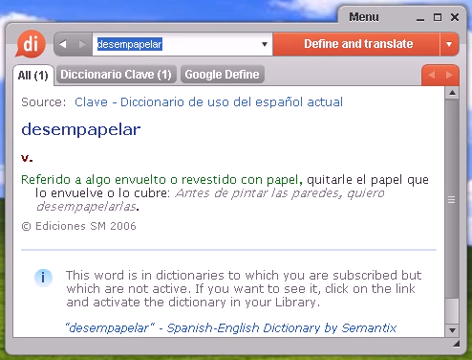 Menu
di
desempapelar
Define and translate
All (1)
Diccionario Clave (1)
Google Define
Source: Clave - Diccionario de uso del español actual
desempapelar
v.
Referido a algo envuelto o revestido con papel, quitarle el papel que
lo envuelve o lo cubre: Antes de pintar las paredes, quiero
desempapelarlas.
© Ediciones SM 2006
i
This word is in dictionaries to which you are subscribed but
which are not active. If you want to see it, click on the link
and activate the dictionary in your Library.
"desempapelar" - Spanish-English Dictionary by Semantix